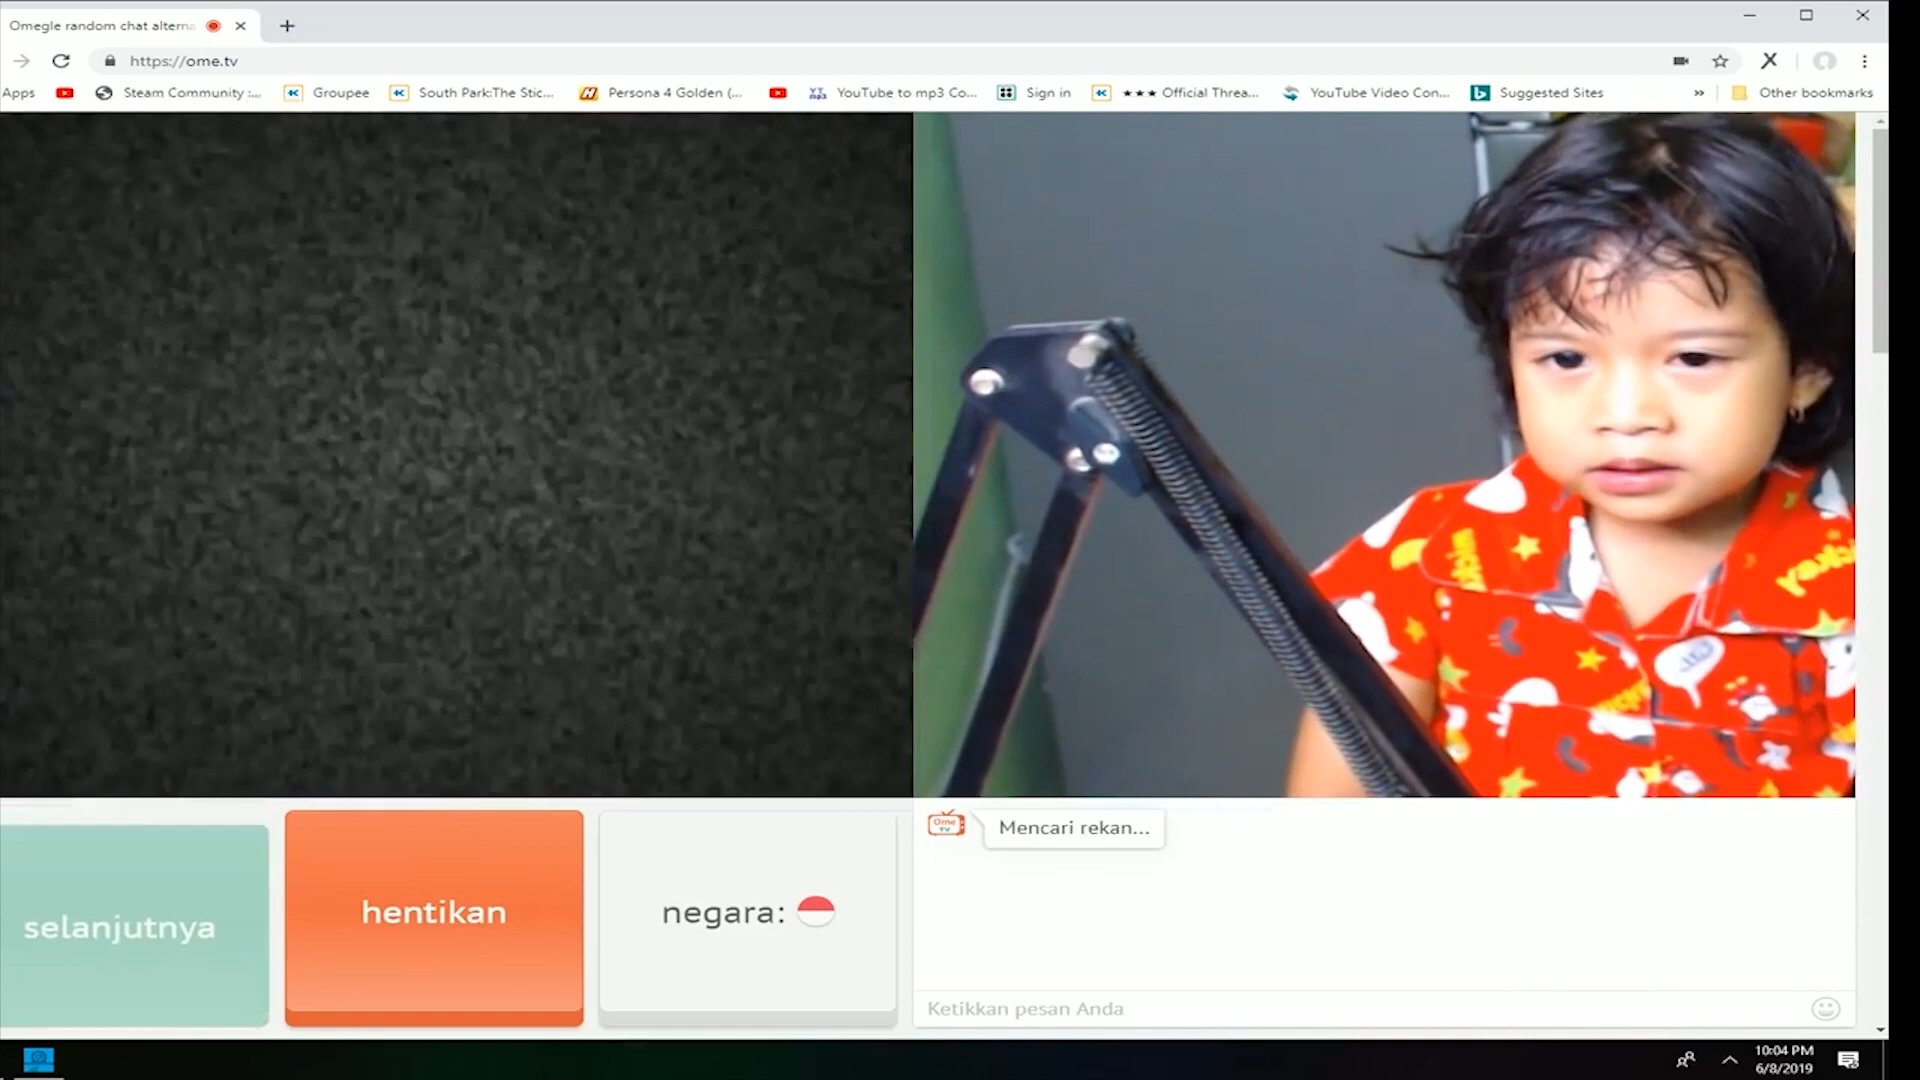 Omegle random chat alterna
https://ome.tv
Apps
Steam Community :...
Groupee
South Park:The Stic...
Persona 4 Golden (...
YouTube to mp3 Co...
Sign in
★★★ Official Threa...
YouTube Video Con...
Suggested Sites
»
Other bookmarks
Ome
TV
Mencari rekan...
selanjutnya
hentikan
negara:
Ketikkan pesan Anda
10:04 PM
6/8/2019